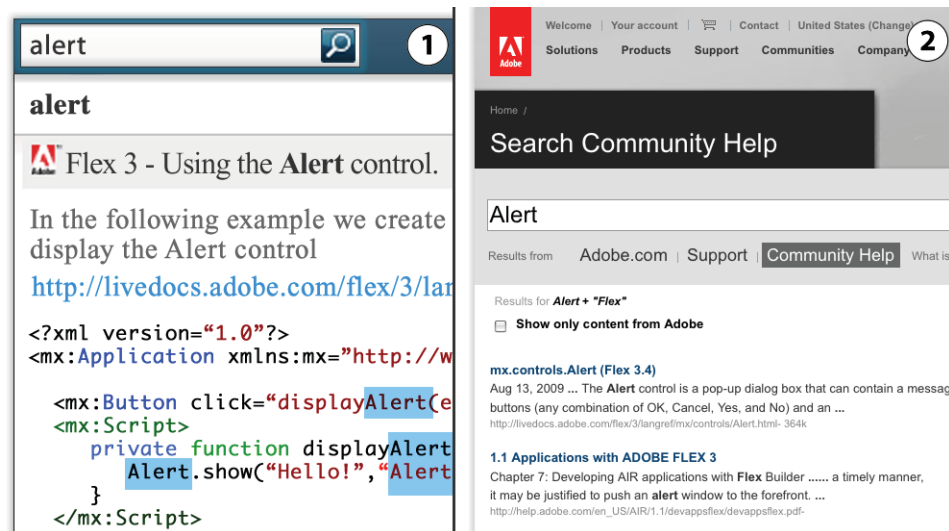 alert
1
alert
Flex 3 - Using the Alert control.
In the following example we create
display the Alert control
http://livedocs.adobe.com/flex/3/lan
<?xml version=“1.0”?>
<mx:Application xmlns:mx=”http://w
<mx:Button click=“displayAlert(e
<mx:Script>
private function displayAlert
Alert.show(“Hello!”,“Alert
}
</mx:Script>
Adobe
Welcome | Your account | | Contact | United States (Change)
2
Solutions Products Support Communities Company
Home /
Search Community Help
Alert
Results from Adobe.com | Support | Community Help What is
Results for Alert + "Flex"
Show only content from Adobe
mx.controls.Alert (Flex 3.4)
Aug 13, 2009 ... The Alert control is a pop-up dialog box that can contain a messag
buttons (any combination of OK, Cancel, Yes, and No) and an ...
http://livedocs.adobe.com/flex/3/langref/mx/controls/Alert.html- 364k
1.1 Applications with ADOBE FLEX 3
Chapter 7: Developing AIR applications with Flex Builder ...... a timely manner,
it may be justified to push an alert window to the forefront. ...
http://help.adobe.com/en_US/AIR/1.1/devappsflex/devappsflex.pdf-